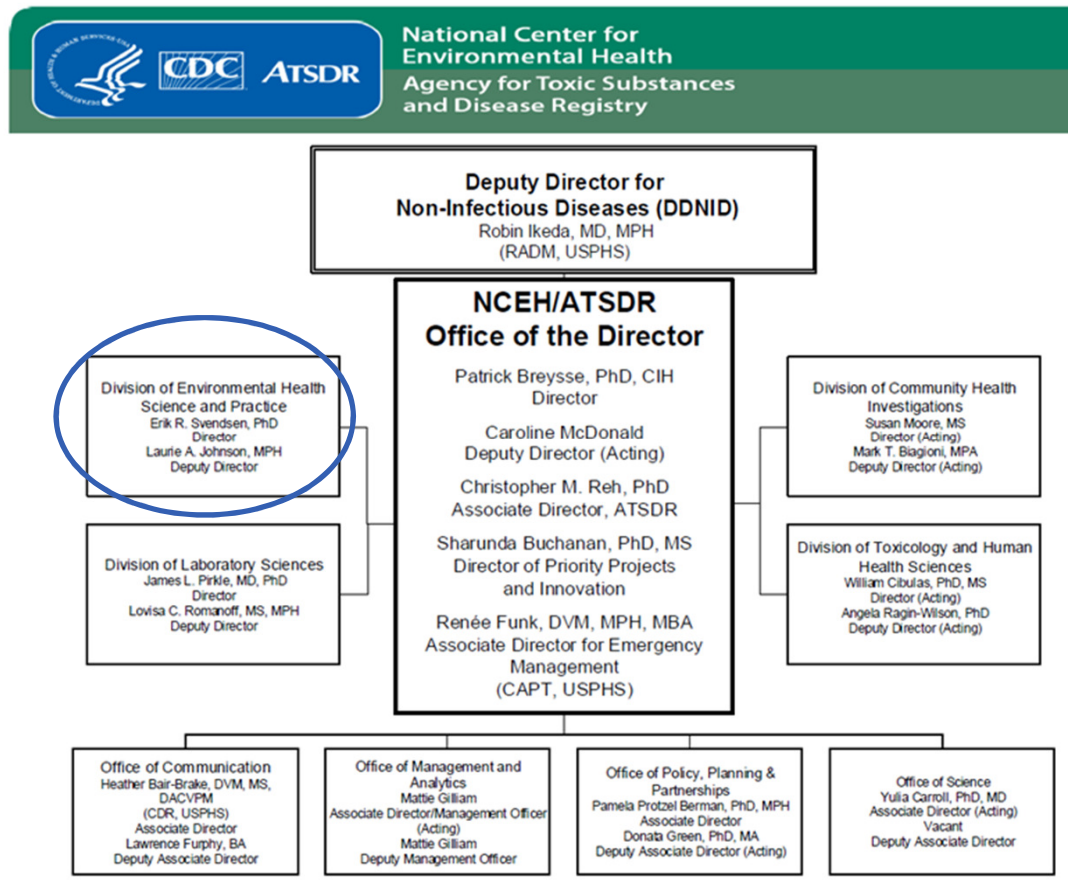 DEPARTMENT OF HEALTH & HUMAN SERVICES · USA
CDC
ATSDR
National Center for
Environmental Health
Agency for Toxic Substances
and Disease Registry
Deputy Director for
Non-Infectious Diseases (DDNID)
Robin Ikeda, MD, MPH
(RADM, USPHS)
NCEH/ATSDR
Office of the Director
Patrick Breysse, PhD, CIH
Director
Caroline McDonald
Deputy Director (Acting)
Christopher M. Reh, PhD
Associate Director, ATSDR
Sharunda Buchanan, PhD, MS
Director of Priority Projects
and Innovation
Renée Funk, DVM, MPH, MBA
Associate Director for Emergency
Management
(CAPT, USPHS)
Division of Environmental Health
Science and Practice
Erik R. Svendsen, PhD
Director
Laurie A. Johnson, MPH
Deputy Director
Division of Laboratory Sciences
James L. Pirkle, MD, PhD
Director
Lovisa C. Romanoff, MS, MPH
Deputy Director
Division of Community Health
Investigations
Susan Moore, MS
Director (Acting)
Mark T. Biagioni, MPA
Deputy Director (Acting)
Division of Toxicology and Human
Health Sciences
William Cibulas, PhD, MS
Director (Acting)
Angela Ragin-Wilson, PhD
Deputy Director (Acting)
Office of Communication
Heather Bair-Brake, DVM, MS,
DACVPM
(CDR, USPHS)
Associate Director
Lawrence Furphy, BA
Deputy Associate Director
Office of Management and
Analytics
Mattie Gilliam
Associate Director/Management Officer
(Acting)
Mattie Gilliam
Deputy Management Officer
Office of Policy, Planning &
Partnerships
Pamela Protzel Berman, PhD, MPH
Associate Director
Donata Green, PhD, MA
Deputy Associate Director (Acting)
Office of Science
Yulia Carroll, PhD, MD
Associate Director (Acting)
Vacant
Deputy Associate Director